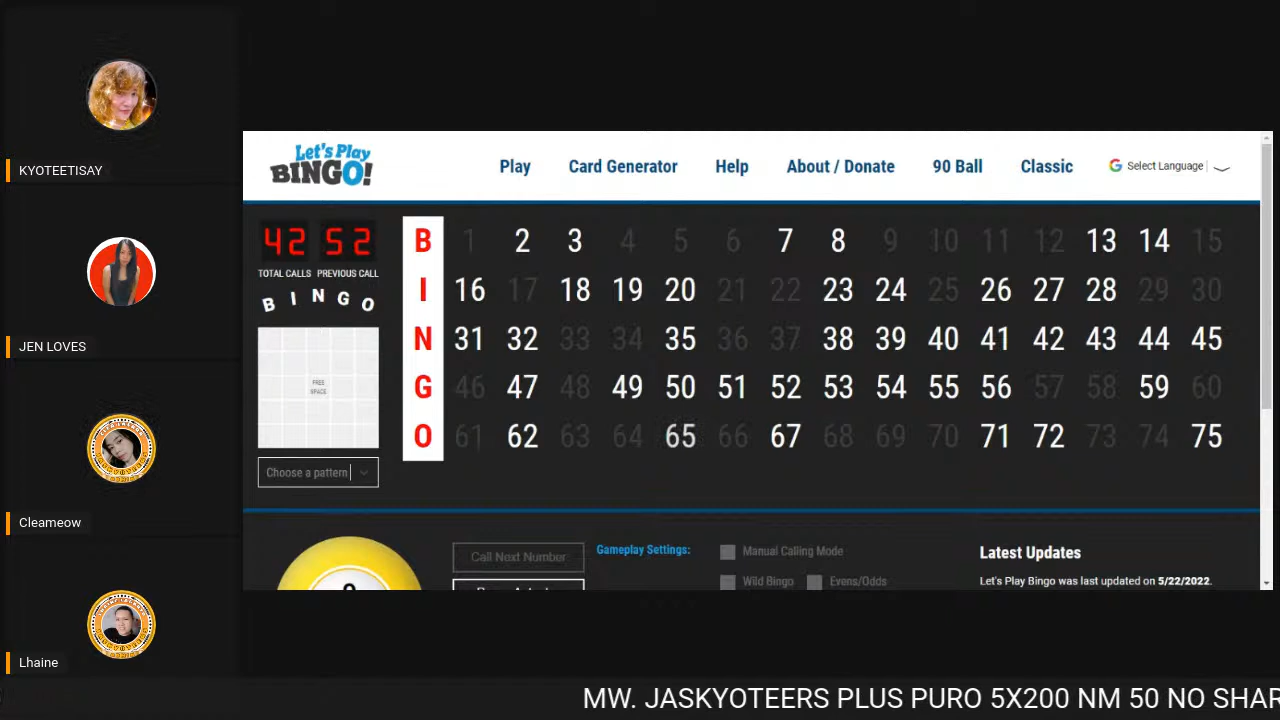 KYOTEETISAY
JEN LOVES
Cleameow
Lhaine
Let's Play
BINGO!
Play Card Generator Help About / Donate 90 Ball Classic G Select Language
42 52
TOTAL CALLS PREVIOUS CALL
B I N G O
FREE
SPACE
Choose a pattern
B 1 2 3 4 5 6 7 8 9 10 11 12 13 14 15
I 16 17 18 19 20 21 22 23 24 25 26 27 28 29 30
N 31 32 33 34 35 36 37 38 39 40 41 42 43 44 45
G 46 47 48 49 50 51 52 53 54 55 56 57 58 59 60
O 61 62 63 64 65 66 67 68 69 70 71 72 73 74 75
Call Next Number
Gameplay Settings:
Manual Calling Mode
Wild Bingo Evens/Odds
Latest Updates
Let's Play Bingo was last updated on 5/22/2022.
MW. JASKYOTEERS PLUS PURO 5X200 NM 50 NO SHAR